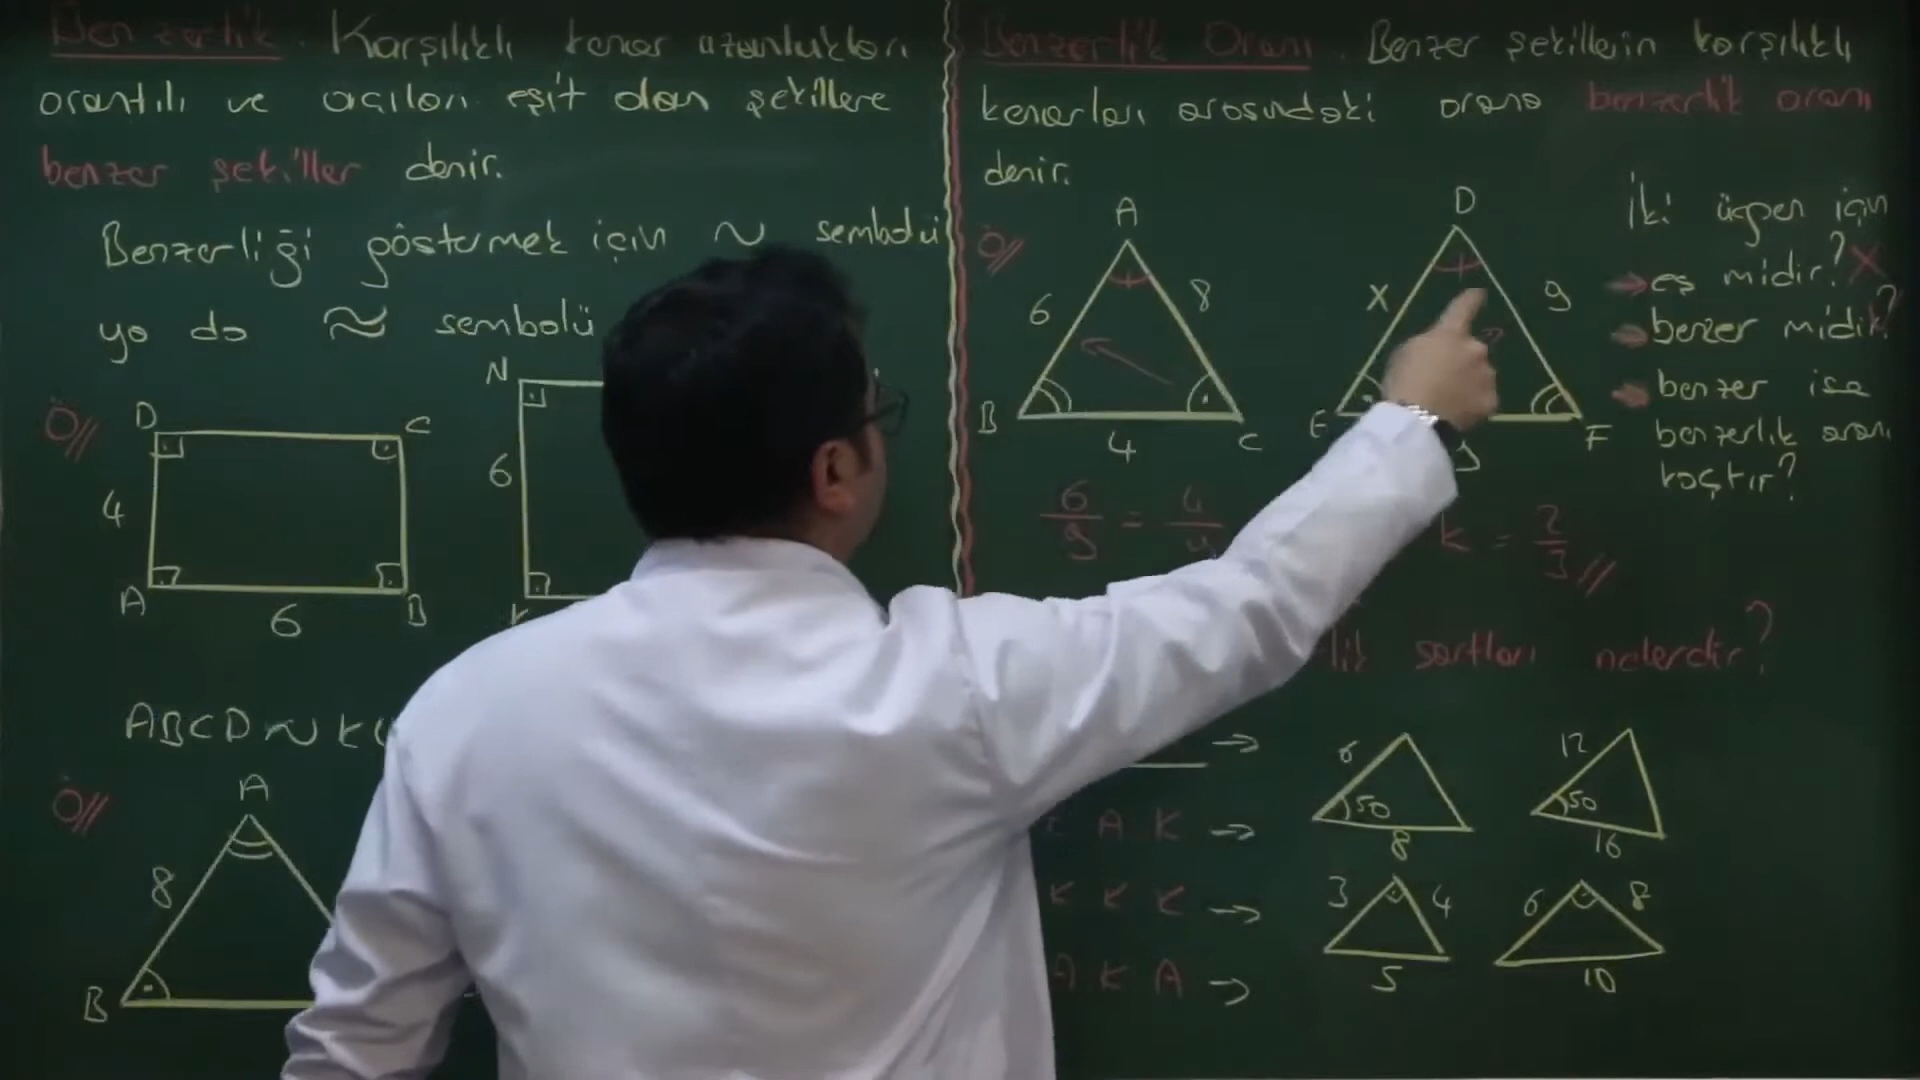 Benzerlik. Karşılıklı kenar uzunlukları
orantılı ve açıları eşit olan şekillere
benzer şekiller denir.
Benzerliği göstermek için ~ sembolü
ya da ≈ sembolü
Ö//
D
C
4
A
B
6
N
6
K
ABCD ~ K
Ö//
A
8
B
Benzerlik Oranı. Benzer şekillerin karşılıklı
kenarları arasındaki orana benzerlik oranı
denir.
Ö//
A
6
8
B
4
C
D
X
9
E
y
F
İki üçgen için
→ eş midir? X
→ benzer midir?
→ benzer ise
benzerlik oranı
kaçtır?
6/9 = 4/y
k = 2/3 //
lik şartları nelerdir?
→
6
50
8
12
50
16
K A K →
K K K →
3
4
5
6
8
10
A K A →